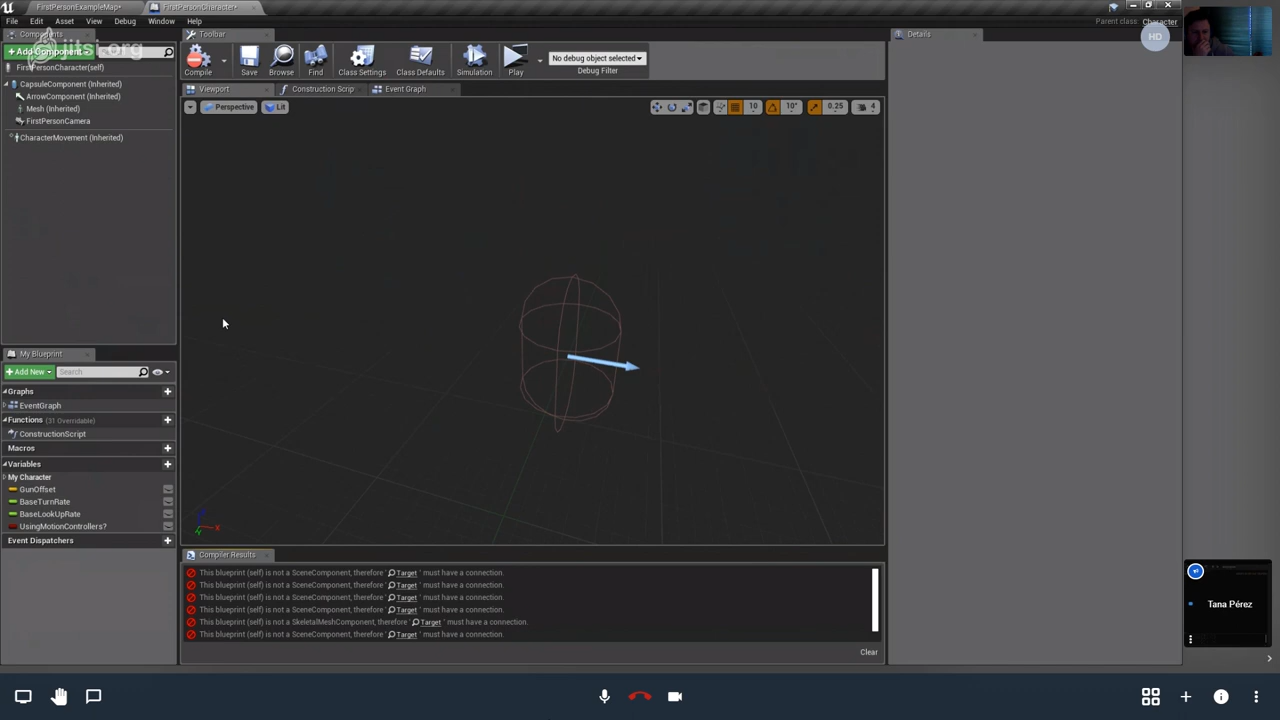 FirstPersonExampleMap*
FirstPersonCharacter*
File Edit Asset View Debug Window Help
Parent class: Character
Components
jitsi.org
+ Add Component
FirstPersonCharacter(self)
CapsuleComponent (Inherited)
ArrowComponent (Inherited)
Mesh (Inherited)
FirstPersonCamera
CharacterMovement (Inherited)
Toolbar
Compile Save Browse Find Class Settings Class Defaults Simulation Play
No debug object selected
Debug Filter
Viewport Construction Scrip Event Graph
Perspective Lit
10 10° 0.25 4
Details
HD
My Blueprint
+ Add New Search
Graphs
EventGraph
Functions (31 Overridable)
ConstructionScript
Macros
Variables
My Character
GunOffset
BaseTurnRate
BaseLookUpRate
UsingMotionControllers?
Event Dispatchers
Compiler Results
This blueprint (self) is not a SceneComponent, therefore ' Target ' must have a connection.
This blueprint (self) is not a SceneComponent, therefore ' Target ' must have a connection.
This blueprint (self) is not a SceneComponent, therefore ' Target ' must have a connection.
This blueprint (self) is not a SceneComponent, therefore ' Target ' must have a connection.
This blueprint (self) is not a SkeletalMeshComponent, therefore ' Target ' must have a connection.
This blueprint (self) is not a SceneComponent, therefore ' Target ' must have a connection.
Clear
Tana Pérez